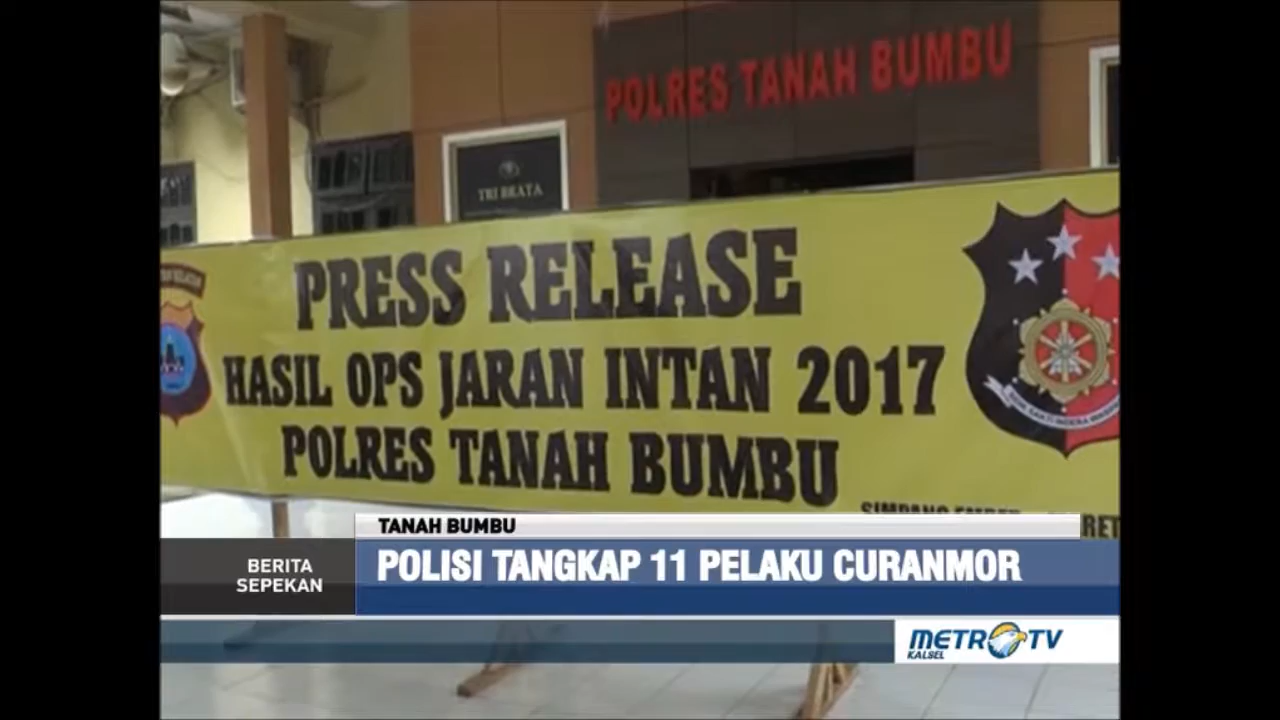 POLRES TANAH BUMBU
TRI BRATA
PRESS RELEASE
HASIL OPS JARAN INTAN 2017
POLRES TANAH BUMBU
TANAH BUMBU
BERITA
SEPEKAN
POLISI TANGKAP 11 PELAKU CURANMOR
METRO TV
KALSEL